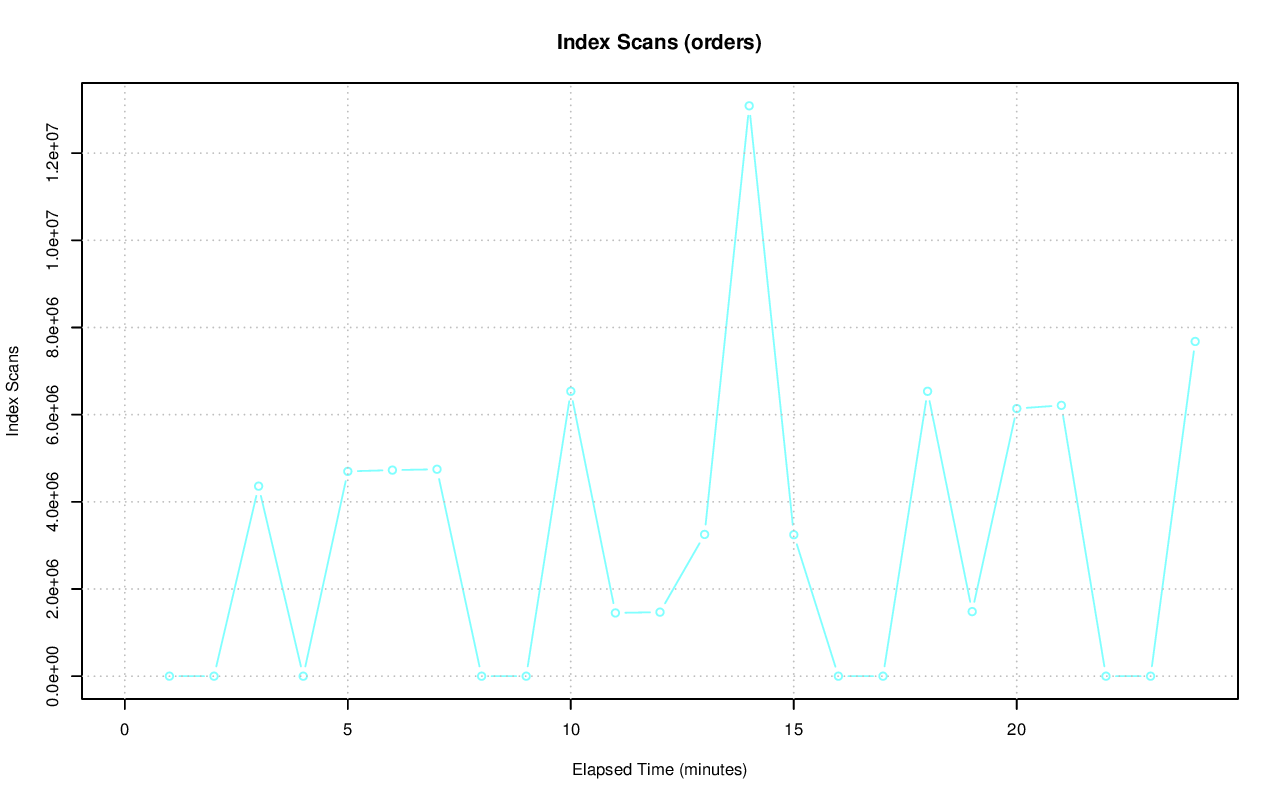 Index Scans (orders)
Index Scans
1.2e+07
1.0e+07
8.0e+06
6.0e+06
4.0e+06
2.0e+06
0.0e+00
0 5 10 15 20
Elapsed Time (minutes)